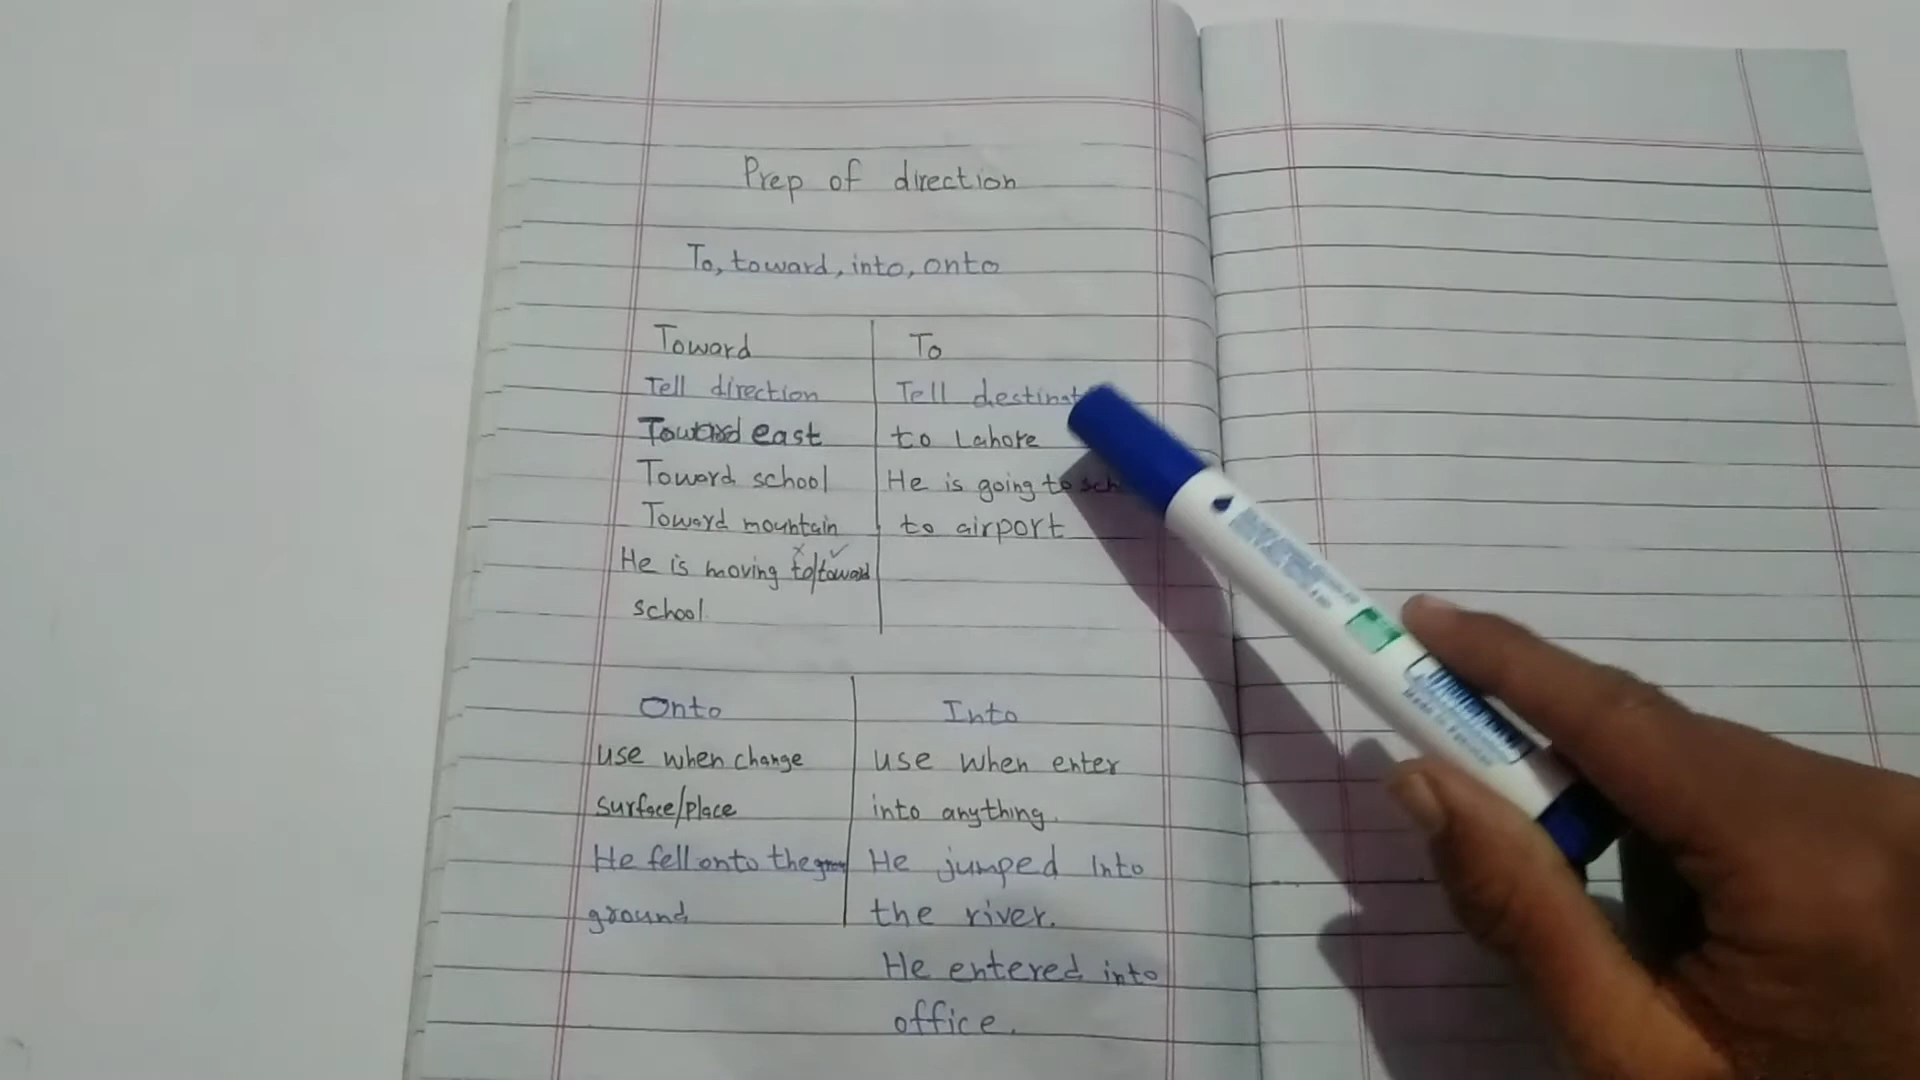 Prep of direction
To, toward, into, onto
Toward
Tell direction
Toward east
Toward school
Toward mountain
He is moving to/toward
school.
To
Tell
to Lahore
He is going to
to airport
Onto
use when change
surface/place
He fell onto the
ground
Into
use when enter
into anything.
He jumped Into
the river.
He entered into
office.